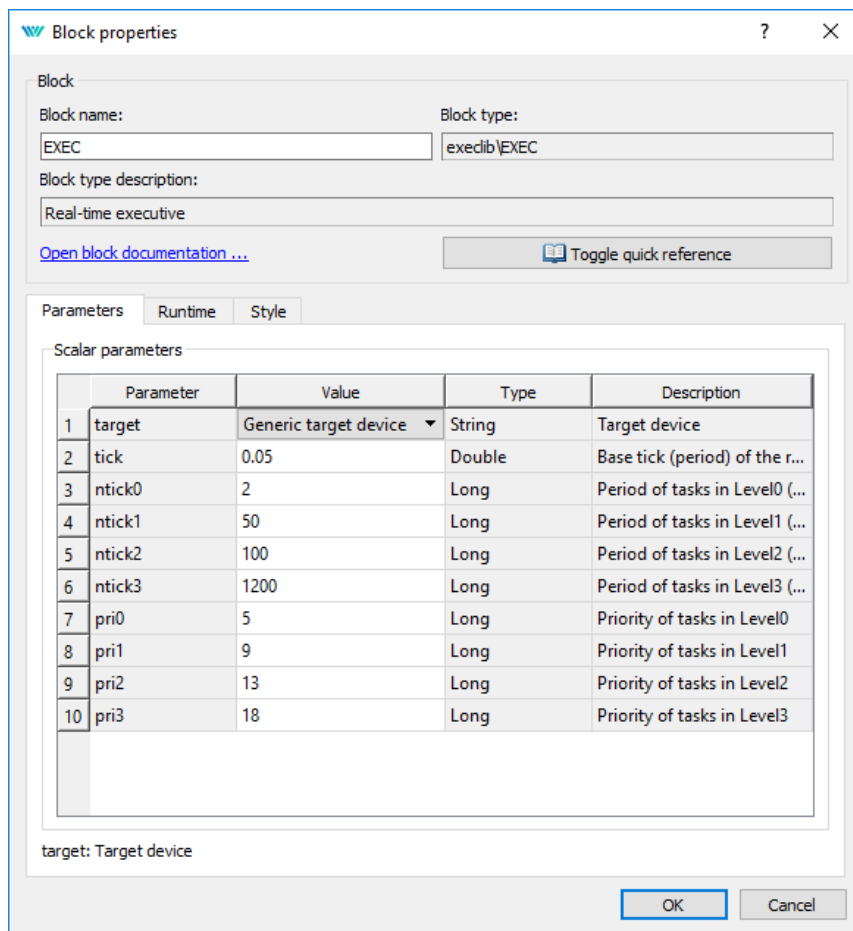 Block properties ?
Block
Block name: Block type:
EXEC execlib\EXEC
Block type description:
Real-time executive
Open block documentation ... Toggle quick reference
Parameters Runtime Style
Scalar parameters
Parameter Value Type Description
1 target Generic target device String Target device
2 tick 0.05 Double Base tick (period) of the r...
3 ntick0 2 Long Period of tasks in Level0 (...
4 ntick1 50 Long Period of tasks in Level1 (...
5 ntick2 100 Long Period of tasks in Level2 (...
6 ntick3 1200 Long Period of tasks in Level3 (...
7 pri0 5 Long Priority of tasks in Level0
8 pri1 9 Long Priority of tasks in Level1
9 pri2 13 Long Priority of tasks in Level2
10 pri3 18 Long Priority of tasks in Level3
target: Target device
OK Cancel